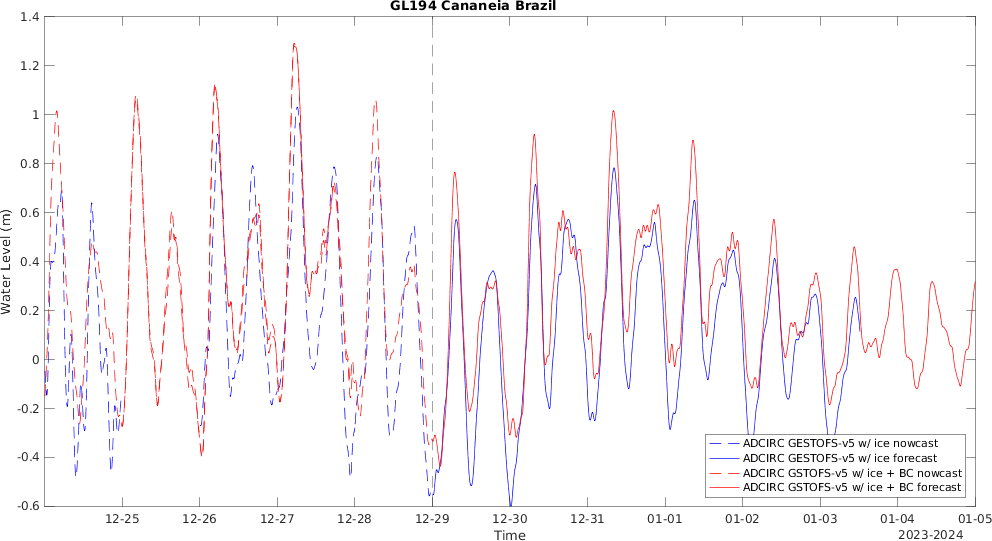 GL194 Cananeia Brazil
1.4
1.2
1
0.8
0.6
0.4
0.2
0
-0.2
-0.4
-0.6
Water Level (m)
ADCIRC GESTOFS-v5 w/ ice nowcast
ADCIRC GESTOFS-v5 w/ ice forecast
ADCIRC GSTOFS-v5 w/ ice + BC nowcast
ADCIRC GSTOFS-v5 w/ ice + BC forecast
12-25 12-26 12-27 12-28 12-29 12-30 12-31 01-01 01-02 01-03 01-04 01-05
Time
2023-2024